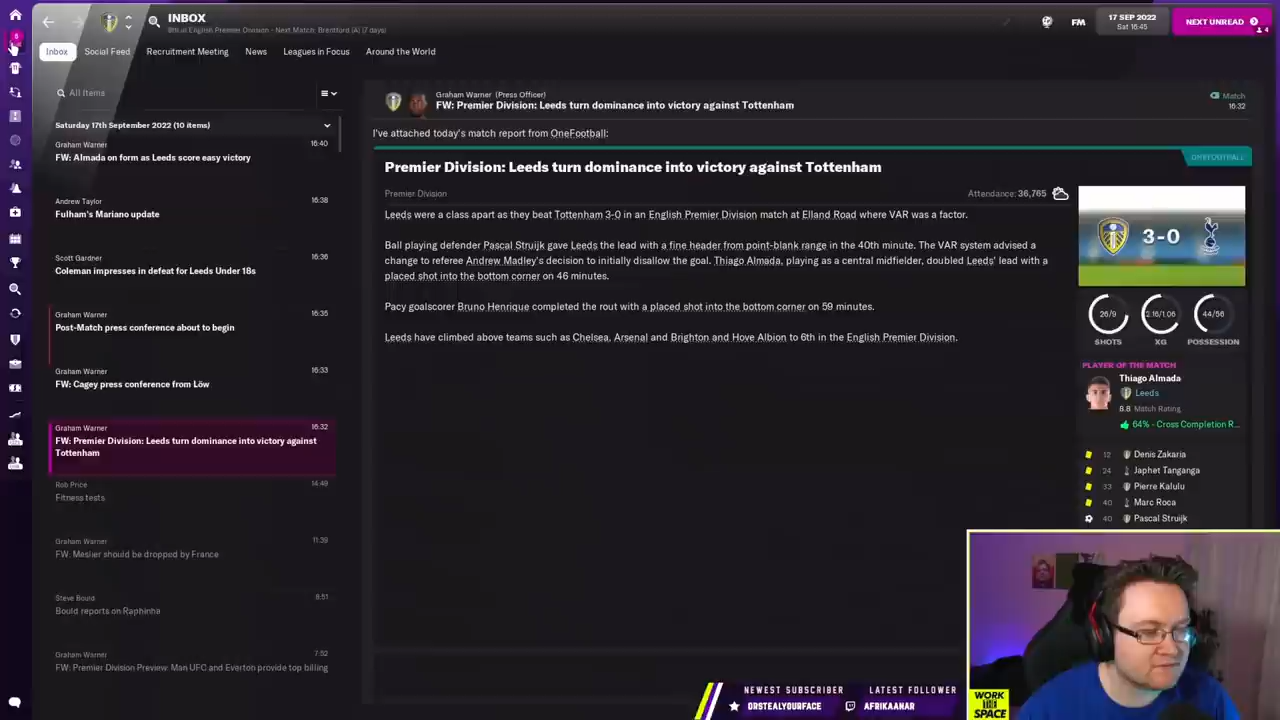 INBOX
8th at English Premier Division - Next Match: Brentford (A) (7 days)
FM
17 SEP 2022
Sat 16:45
NEXT UNREAD
4
6
Inbox
Social Feed
Recruitment Meeting
News
Leagues in Focus
Around the World
All Items
Saturday 17th September 2022 (10 items)
Graham Warner
16:40
FW: Almada on form as Leeds score easy victory
Andrew Taylor
16:38
Fulham's Mariano update
Scott Gardner
16:36
Coleman impresses in defeat for Leeds Under 18s
Graham Warner
16:35
Post-Match press conference about to begin
Graham Warner
16:33
FW: Cagey press conference from Löw
Graham Warner
16:32
FW: Premier Division: Leeds turn dominance into victory against
Tottenham
Rob Price
14:49
Fitness tests
Graham Warner
11:39
FW: Meslier should be dropped by France
Steve Bould
8:51
Bould reports on Raphinha
Graham Warner
7:52
FW: Premier Division Preview: Man UFC and Everton provide top billing
Graham Warner (Press Officer)
FW: Premier Division: Leeds turn dominance into victory against Tottenham
Match
16:32
I've attached today's match report from OneFootball:
ONEFOOTBALL
Premier Division: Leeds turn dominance into victory against Tottenham
Premier Division
Attendance: 36,765
Leeds were a class apart as they beat Tottenham 3-0 in an English Premier Division match at Elland Road where VAR was a factor.
Ball playing defender Pascal Struijk gave Leeds the lead with a fine header from point-blank range in the 40th minute. The VAR system advised a
change to referee Andrew Madley's decision to initially disallow the goal. Thiago Almada, playing as a central midfielder, doubled Leeds' lead with a
placed shot into the bottom corner on 46 minutes.
Pacy goalscorer Bruno Henrique completed the rout with a placed shot into the bottom corner on 59 minutes.
Leeds have climbed above teams such as Chelsea, Arsenal and Brighton and Hove Albion to 6th in the English Premier Division.
3-0
26/9
2.16/1.06
44/56
SHOTS
XG
POSSESSION
PLAYER OF THE MATCH
Thiago Almada
Leeds
8.8 Match Rating
64% - Cross Completion R...
12 Denis Zakaria
24 Japhet Tanganga
33 Pierre Kalulu
40 Marc Roca
40 Pascal Struijk
NEWEST SUBSCRIBER
ORSTEALYOURFACE
LATEST FOLLOWER
AFRIKAANAR
WORK
THE
SPACE